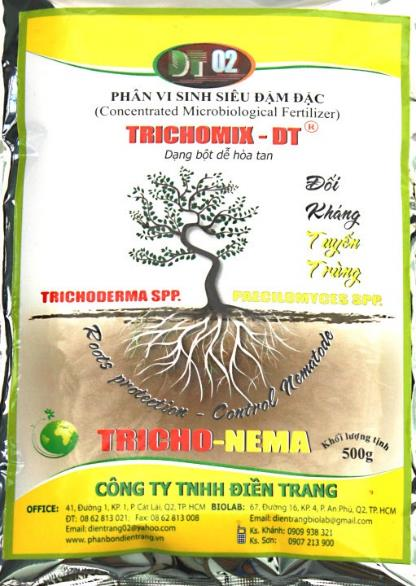 DT 02
PHÂN VI SINH SIÊU ĐẬM ĐẶC
(Concentrated Microbiological Fertilizer)
TRICHOMIX - DT ®
Dạng bột dễ hòa tan
Đối
Kháng
Tuyến
Trùng
TRICHODERMA SPP. PAECILOMYCES SPP.
Roots protection - Control Nematode
TRICHO-NEMA
Khối lượng tịnh
500g
CÔNG TY TNHH ĐIỀN TRANG
OFFICE: 41, Đường 1, KP. 1, P. Cát Lái, Q2, TP. HCM BIOLAB: 67, Đường 16, KP. 4, P. An Phú, Q2, TP. HCM
ĐT: 08 62 813 021; Fax: 08 62 813 008 Email: dientrangbiolab@gmail.com
Email: dientrang02@yahoo.com Ks. Khánh: 0909 938 321
www.phanbondientrang.vn Ks. Sơn: 0907 213 900